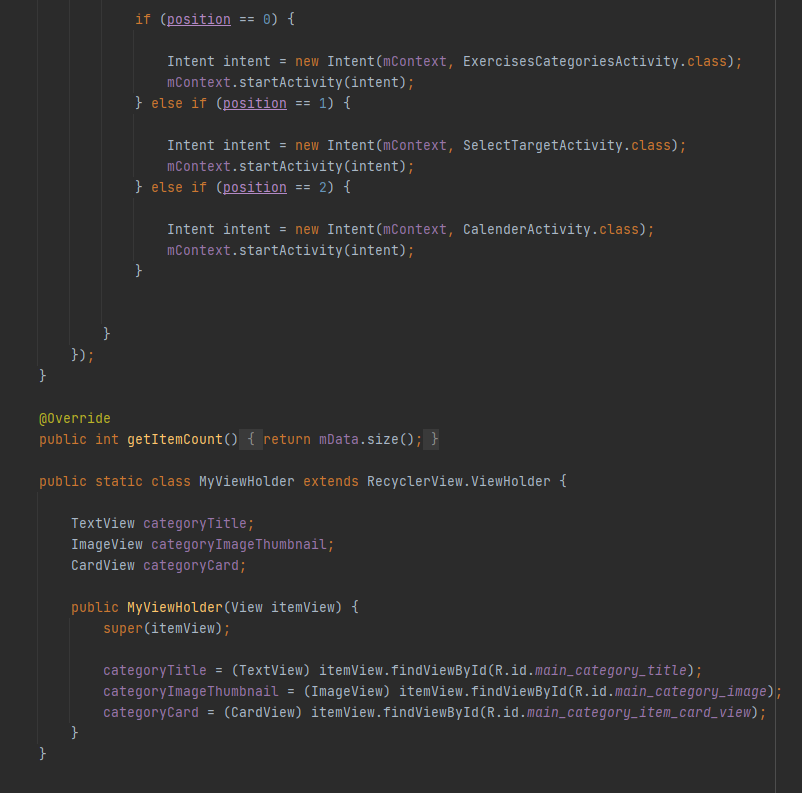 if (position == 0) {
Intent intent = new Intent(mContext, ExercisesCategoriesActivity.class);
mContext.startActivity(intent);
} else if (position == 1) {
Intent intent = new Intent(mContext, SelectTargetActivity.class);
mContext.startActivity(intent);
} else if (position == 2) {
Intent intent = new Intent(mContext, CalenderActivity.class);
mContext.startActivity(intent);
}
}
});
}
@Override
public int getItemCount() { return mData.size(); }
public static class MyViewHolder extends RecyclerView.ViewHolder {
TextView categoryTitle;
ImageView categoryImageThumbnail;
CardView categoryCard;
public MyViewHolder(View itemView) {
super(itemView);
categoryTitle = (TextView) itemView.findViewById(R.id.main_category_title);
categoryImageThumbnail = (ImageView) itemView.findViewById(R.id.main_category_image);
categoryCard = (CardView) itemView.findViewById(R.id.main_category_item_card_view);
}
}